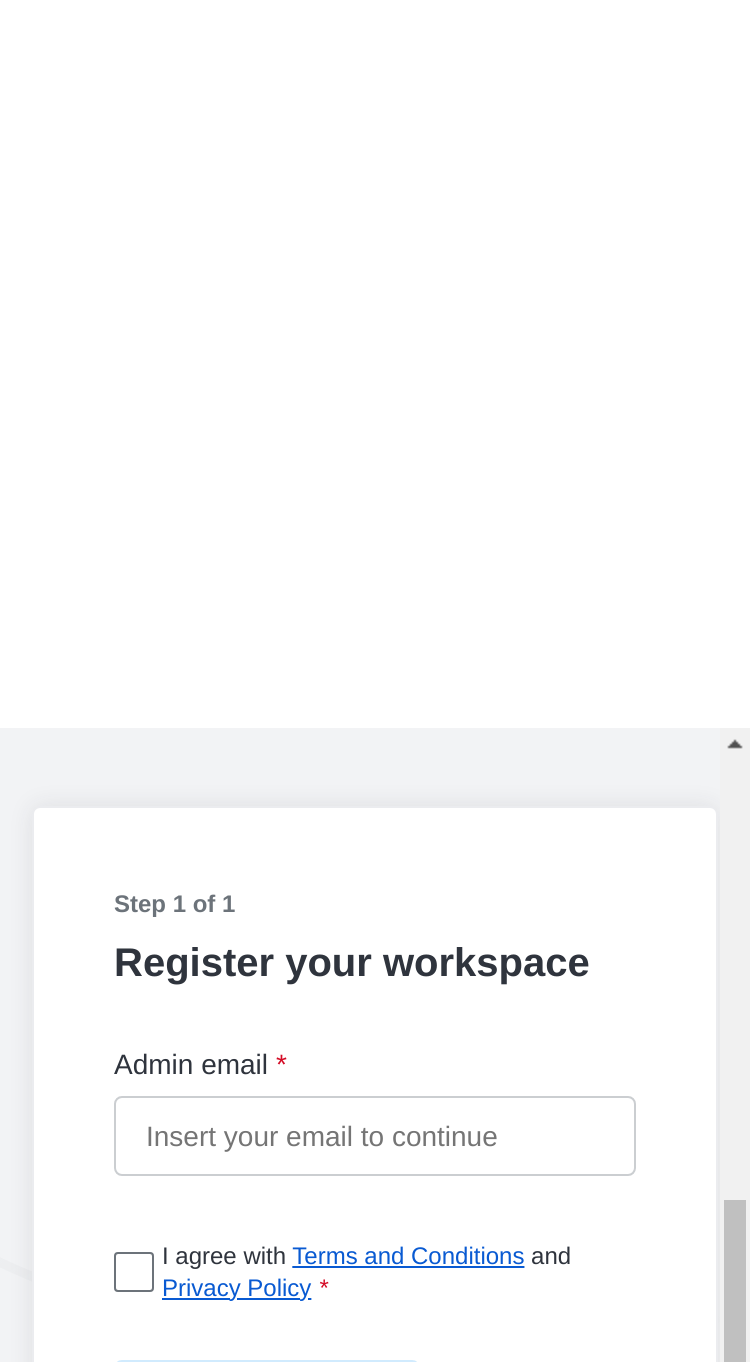 Step 1 of 1
Register your workspace
Admin email *
Insert your email to continue
I agree with Terms and Conditions and
Privacy Policy *